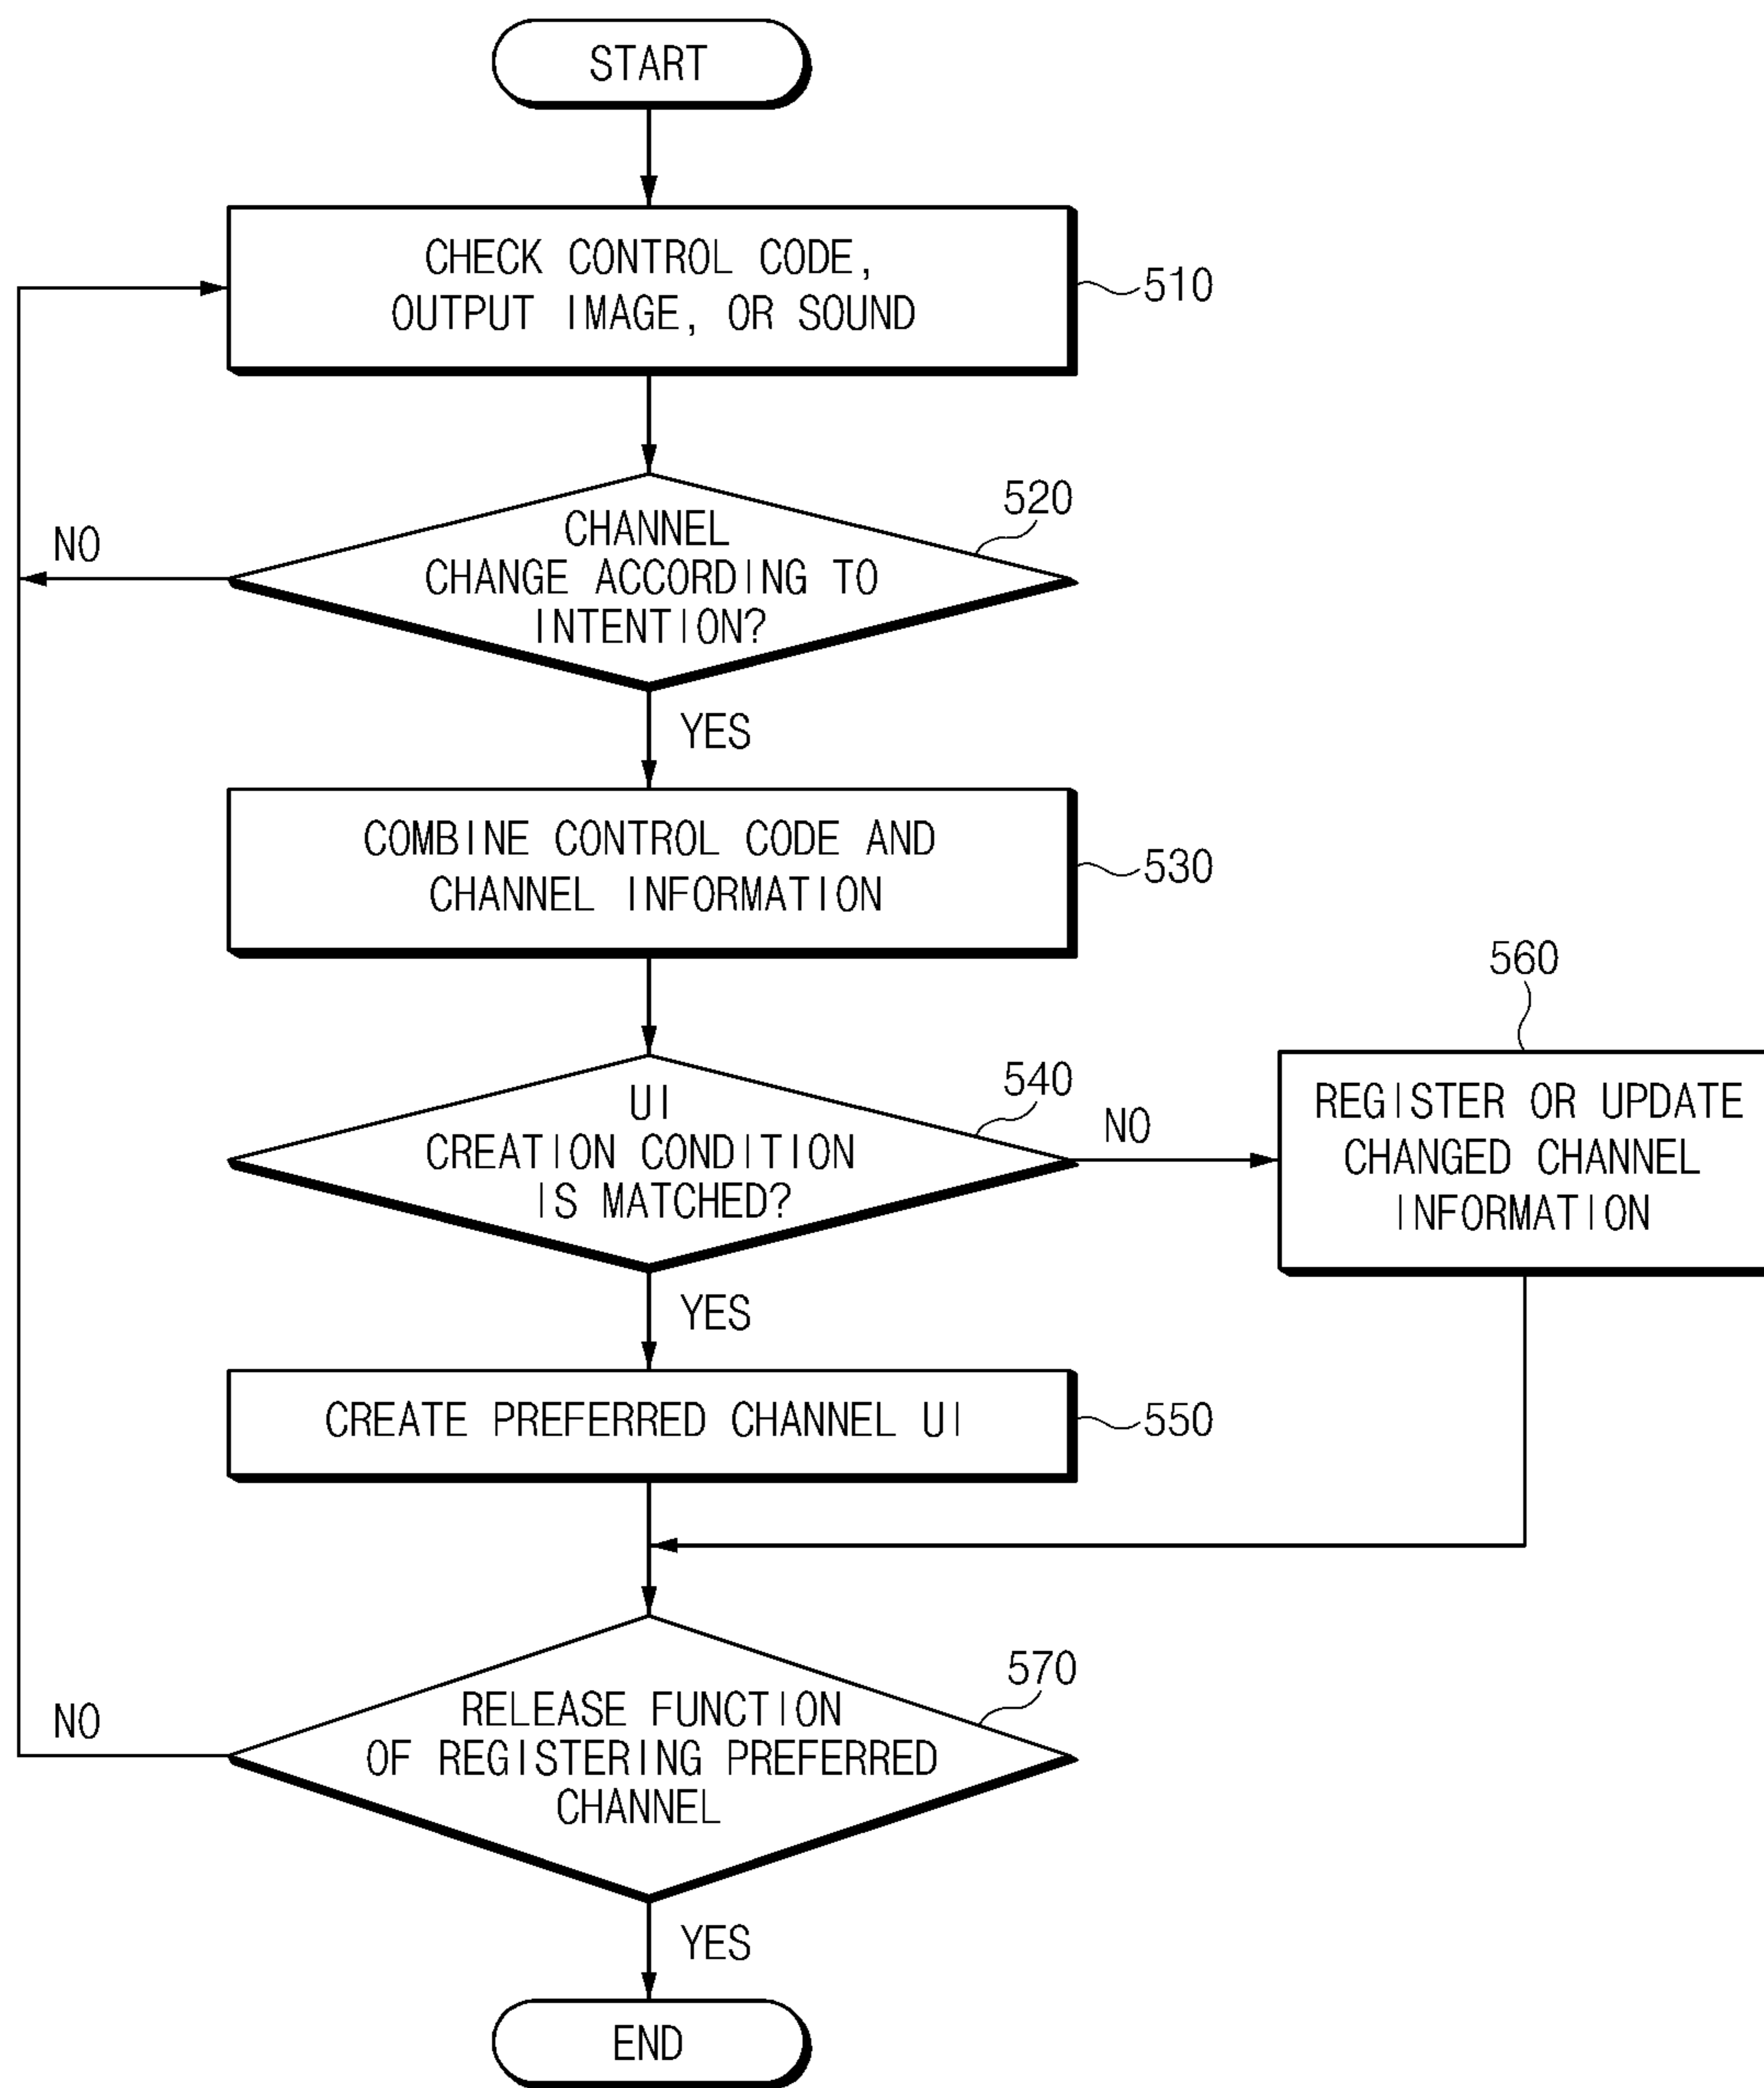 START
CHECK CONTROL CODE,
OUTPUT IMAGE, OR SOUND
510
520
CHANNEL
CHANGE ACCORDING TO
INTENTION?
NO
YES
COMBINE CONTROL CODE AND
CHANNEL INFORMATION
530
540
UI
CREATION CONDITION
IS MATCHED?
NO
560
REGISTER OR UPDATE
CHANGED CHANNEL
INFORMATION
YES
CREATE PREFERRED CHANNEL UI
550
570
RELEASE FUNCTION
OF REGISTERING PREFERRED
CHANNEL
NO
YES
END